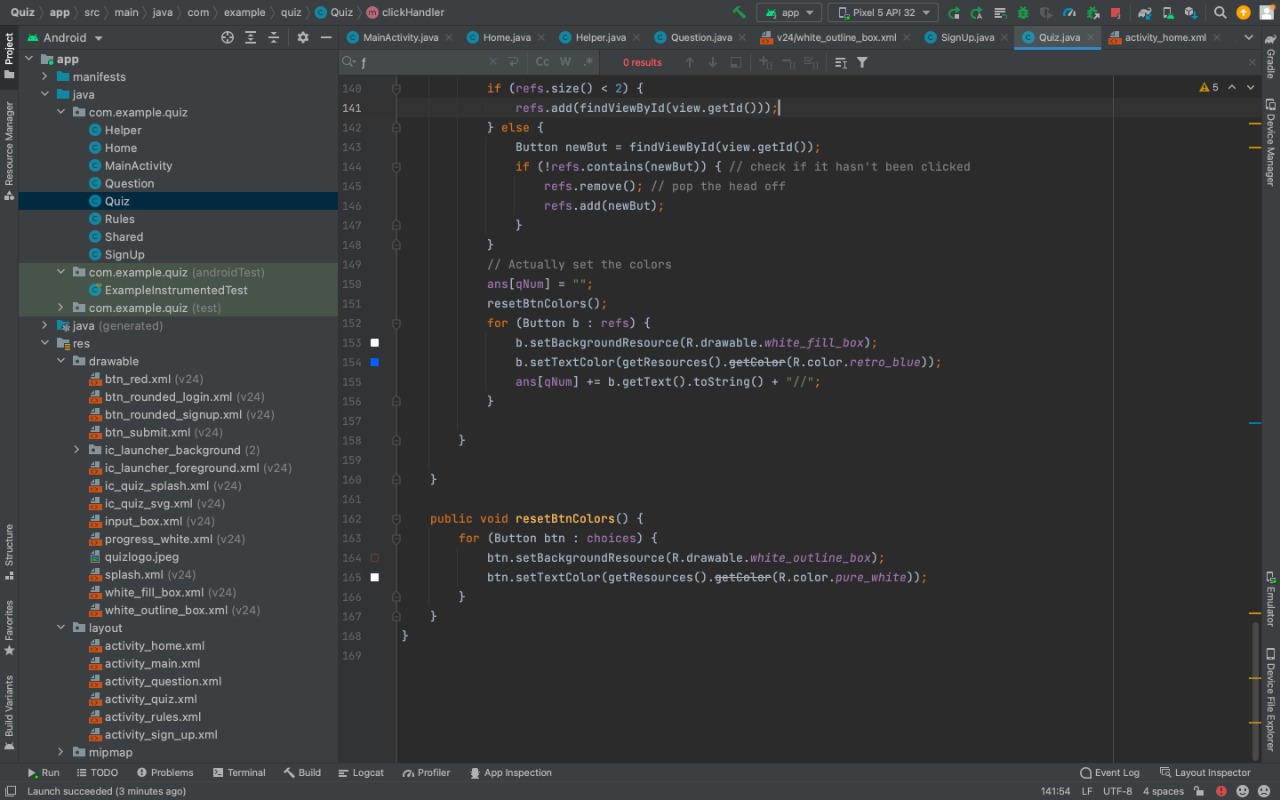 Quiz app src main java com example quiz Quiz clickHandler app Pixel 5 API 32
Android
MainActivity.java Home.java Helper.java Question.java v24/white_outline_box.xml SignUp.java Quiz.java activity_home.xml
f Cc W .* 0 results
Project
Resource Manager
Structure
Favorites
Build Variants
app
manifests
java
com.example.quiz
Helper
Home
MainActivity
Question
Quiz
Rules
Shared
SignUp
com.example.quiz (androidTest)
ExampleInstrumentedTest
com.example.quiz (test)
java (generated)
res
drawable
btn_red.xml (v24)
btn_rounded_login.xml (v24)
btn_rounded_signup.xml (v24)
btn_submit.xml (v24)
ic_launcher_background (2)
ic_launcher_foreground.xml (v24)
ic_quiz_splash.xml (v24)
ic_quiz_svg.xml (v24)
input_box.xml (v24)
progress_white.xml (v24)
quizlogo.jpeg
splash.xml (v24)
white_fill_box.xml (v24)
white_outline_box.xml (v24)
layout
activity_home.xml
activity_main.xml
activity_question.xml
activity_quiz.xml
activity_rules.xml
activity_sign_up.xml
mipmap
140 if (refs.size() < 2) {
141 refs.add(findViewById(view.getId()));
142 } else {
143 Button newBut = findViewById(view.getId());
144 if (!refs.contains(newBut)) { // check if it hasn't been clicked
145 refs.remove(); // pop the head off
146 refs.add(newBut);
147 }
148 }
149 // Actually set the colors
150 ans[qNum] = "";
151 resetBtnColors();
152 for (Button b : refs) {
153 b.setBackgroundResource(R.drawable.white_fill_box);
154 b.setTextColor(getResources().getColor(R.color.retro_blue));
155 ans[qNum] += b.getText().toString() + "//";
156 }
157
158 }
159
160 }
161
162 public void resetBtnColors() {
163 for (Button btn : choices) {
164 btn.setBackgroundResource(R.drawable.white_outline_box);
165 btn.setTextColor(getResources().getColor(R.color.pure_white));
166 }
167 }
168 }
169
5
Gradle
Device Manager
Emulator
Device File Explorer
Run TODO Problems Terminal Build Logcat Profiler App Inspection Event Log Layout Inspector
Launch succeeded (3 minutes ago) 141:54 LF UTF-8 4 spaces